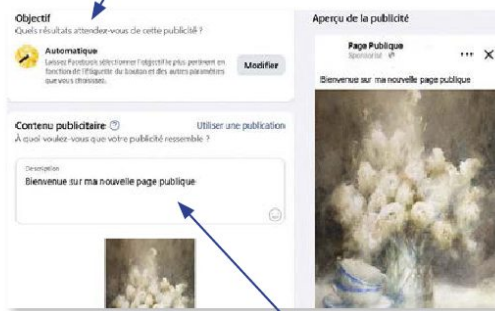 Objectif
Quels résultats attendez-vous de cette publicité ?
Automatique
Laissez Facebook sélectionner l'objectif le plus pertinent en
fonction de l'étiquette du bouton et des autres paramètres
que vous choisissez.
Modifier
Contenu publicitaire
Utiliser une publication
À quoi voulez-vous que votre publicité ressemble ?
Description
Bienvenue sur ma nouvelle page publique
Aperçu de la publicité
Page Publique
Sponsorisé
Bienvenue sur ma nouvelle page publique